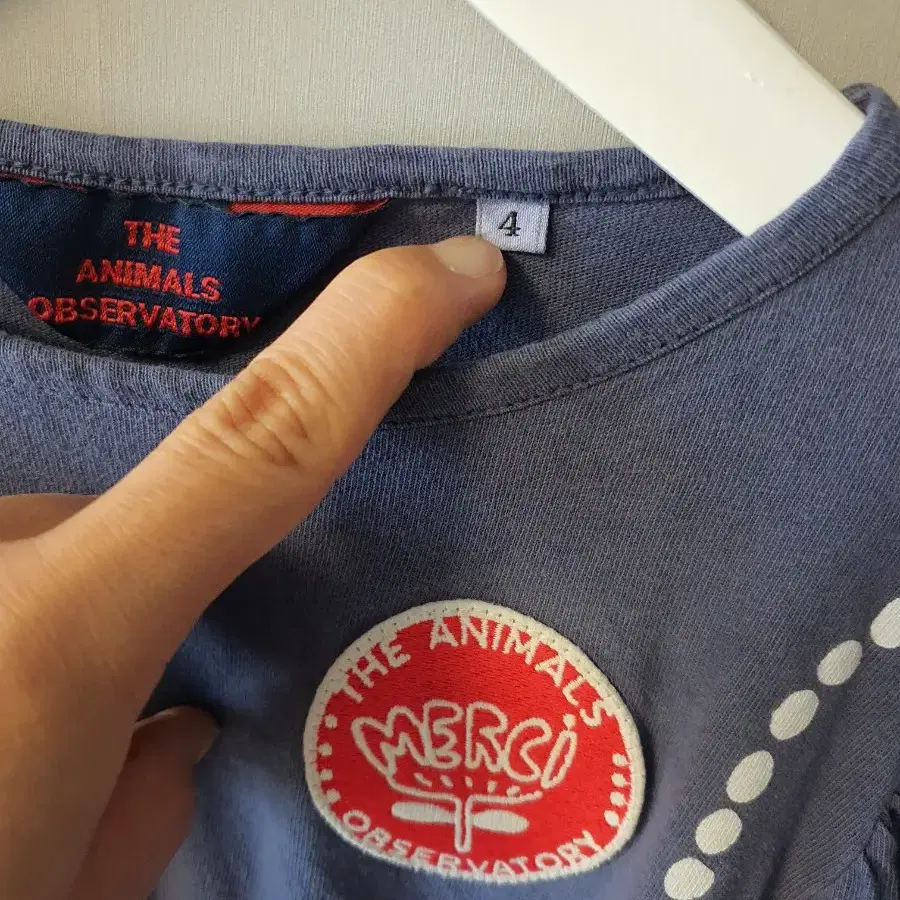 THE
ANIMALS
OBSERVATORY
4
THE ANIMALS
MERCi
OBSERVATORY